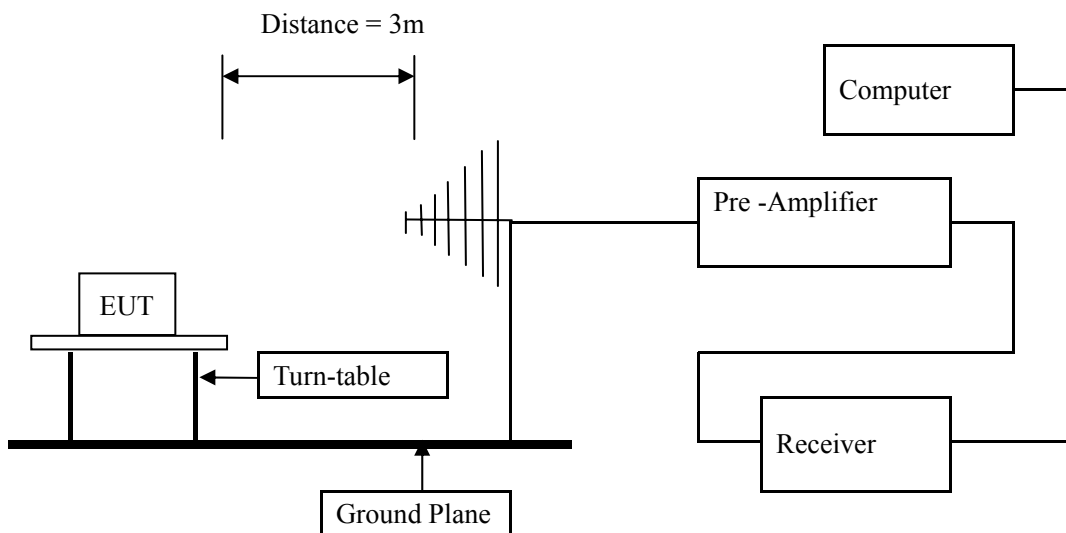 Distance = 3m
Computer
Pre -Amplifier
EUT
Turn-table
Receiver
Ground Plane